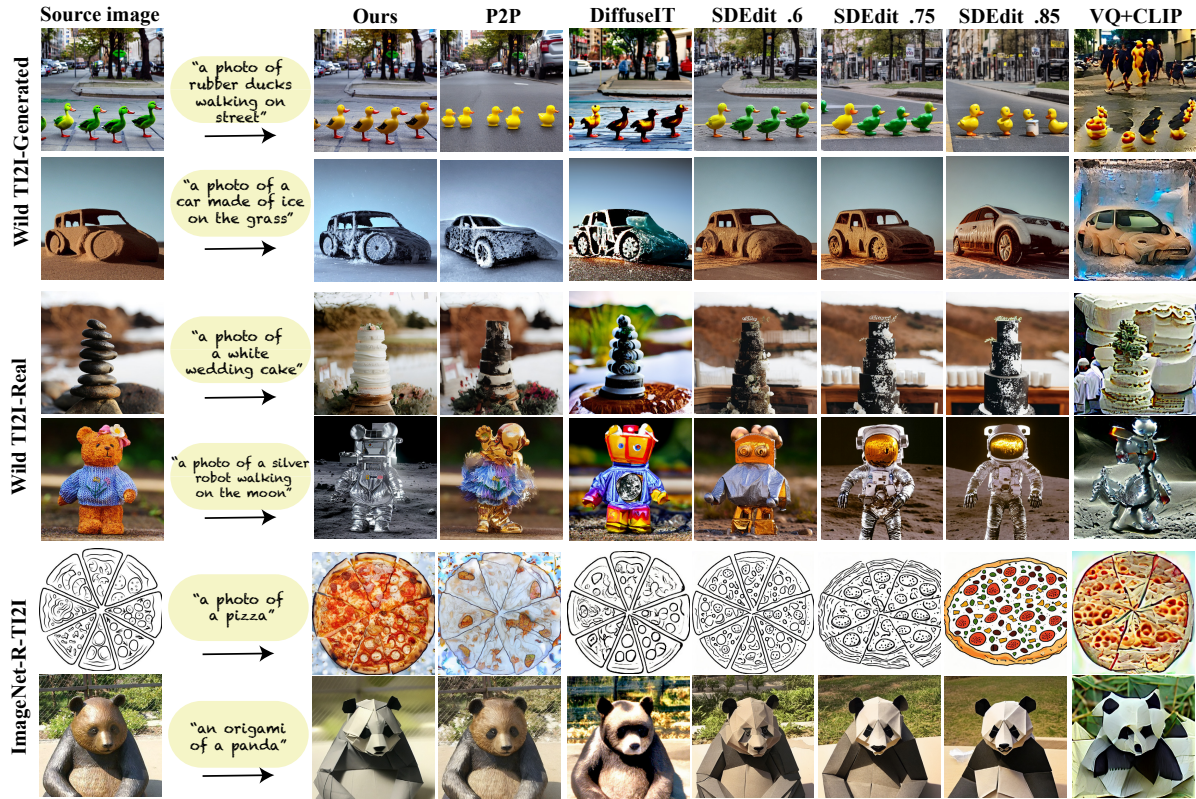 Source image Ours P2P DiffuseIT SDEdit .6 SDEdit .75 SDEdit .85 VQ+CLIP
Wild TI2I-Generated
“a photo of
rubber ducks
walking on
street”
“a photo of a
car made of ice
on the grass”
Wild TI2I-Real
“a photo of
a white
wedding cake”
“a photo of a silver
robot walking
on the moon”
ImageNet-R-TI2I
“a photo of
a pizza”
“an origami
of a panda”